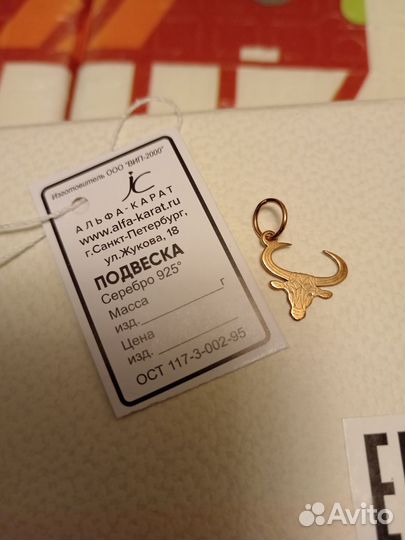 Изготовитель ООО "ВИП-2000"
АЛЬФА-КАРАТ
www.alfa-karat.ru
г.Санкт-Петербург,
ул.Жукова, 18
ПОДВЕСКА
Серебро 925°
Масса
изд. г
Цена
изд.
ОСТ 117-3-002-95
Avito